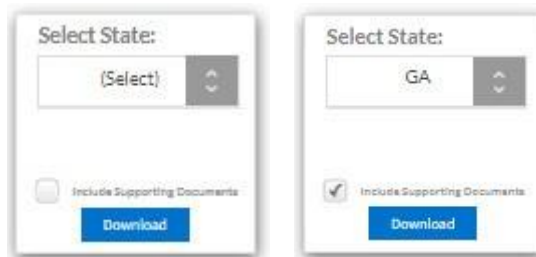 Select State:
(Select)
Include Supporting Documents
Download
Select State:
GA
Include Supporting Documents
Download